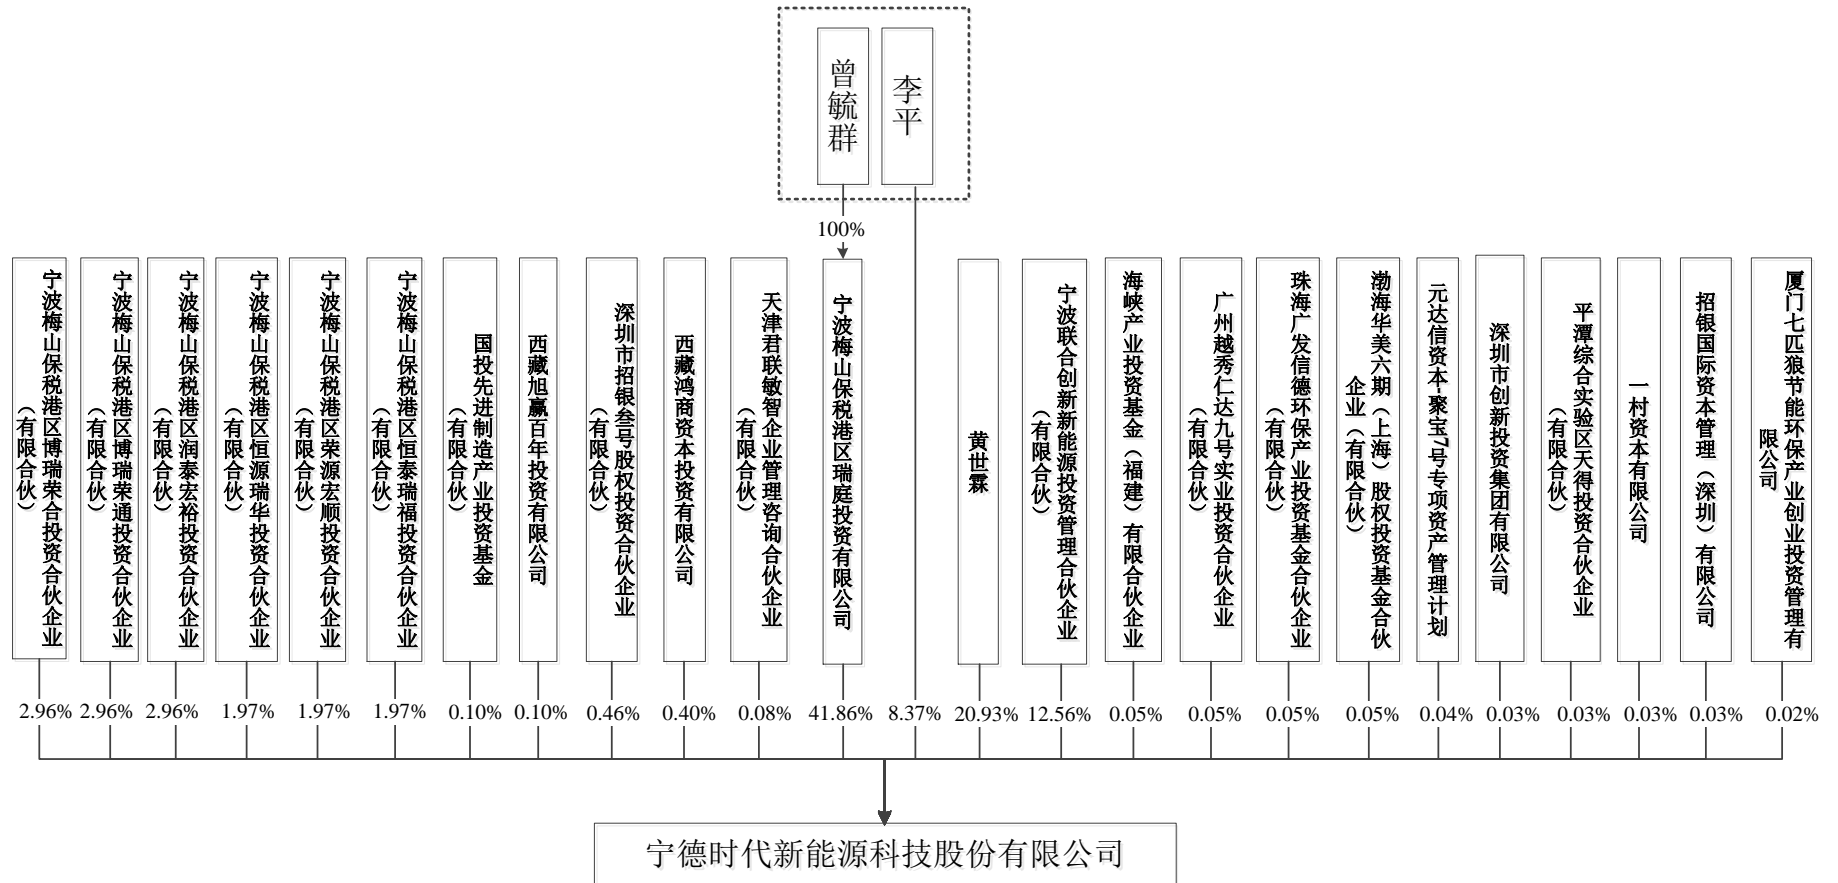 曾毓群
李平
100%
宁波梅山保税港区博瑞荣合投资合伙企业
（有限合伙）
宁波梅山保税港区博瑞荣通投资合伙企业
（有限合伙）
宁波梅山保税港区润泰宏裕投资合伙企业
（有限合伙）
宁波梅山保税港区恒源瑞华投资合伙企业
（有限合伙）
宁波梅山保税港区荣源宏顺投资合伙企业
（有限合伙）
宁波梅山保税港区恒泰瑞福投资合伙企业
（有限合伙）
国投先进制造产业投资基金
（有限合伙）
西藏旭赢百年投资有限公司
深圳市招银叁号股权投资合伙企业
（有限合伙）
西藏鸿商资本投资有限公司
天津君联敏智企业管理咨询合伙企业
（有限合伙）
宁波梅山保税港区瑞庭投资有限公司
黄世霖
宁波联合创新新能源投资管理合伙企业
（有限合伙）
海峡产业投资基金（福建）有限合伙企业
广州越秀仁达九号实业投资合伙企业
（有限合伙）
珠海广发信德环保产业投资基金合伙企业
（有限合伙）
渤海华美六期（上海）股权投资基金合伙
企业（有限合伙）
元达信资本-聚宝7号专项资产管理计划
深圳市创新投资集团有限公司
平潭综合实验区天得投资合伙企业
（有限合伙）
一村资本有限公司
招银国际资本管理（深圳）有限公司
厦门七匹狼节能环保产业创业投资管理有
限公司
2.96%
2.96%
2.96%
1.97%
1.97%
1.97%
0.10%
0.10%
0.46%
0.40%
0.08%
41.86%
8.37%
20.93%
12.56%
0.05%
0.05%
0.05%
0.05%
0.04%
0.03%
0.03%
0.03%
0.03%
0.02%
宁德时代新能源科技股份有限公司